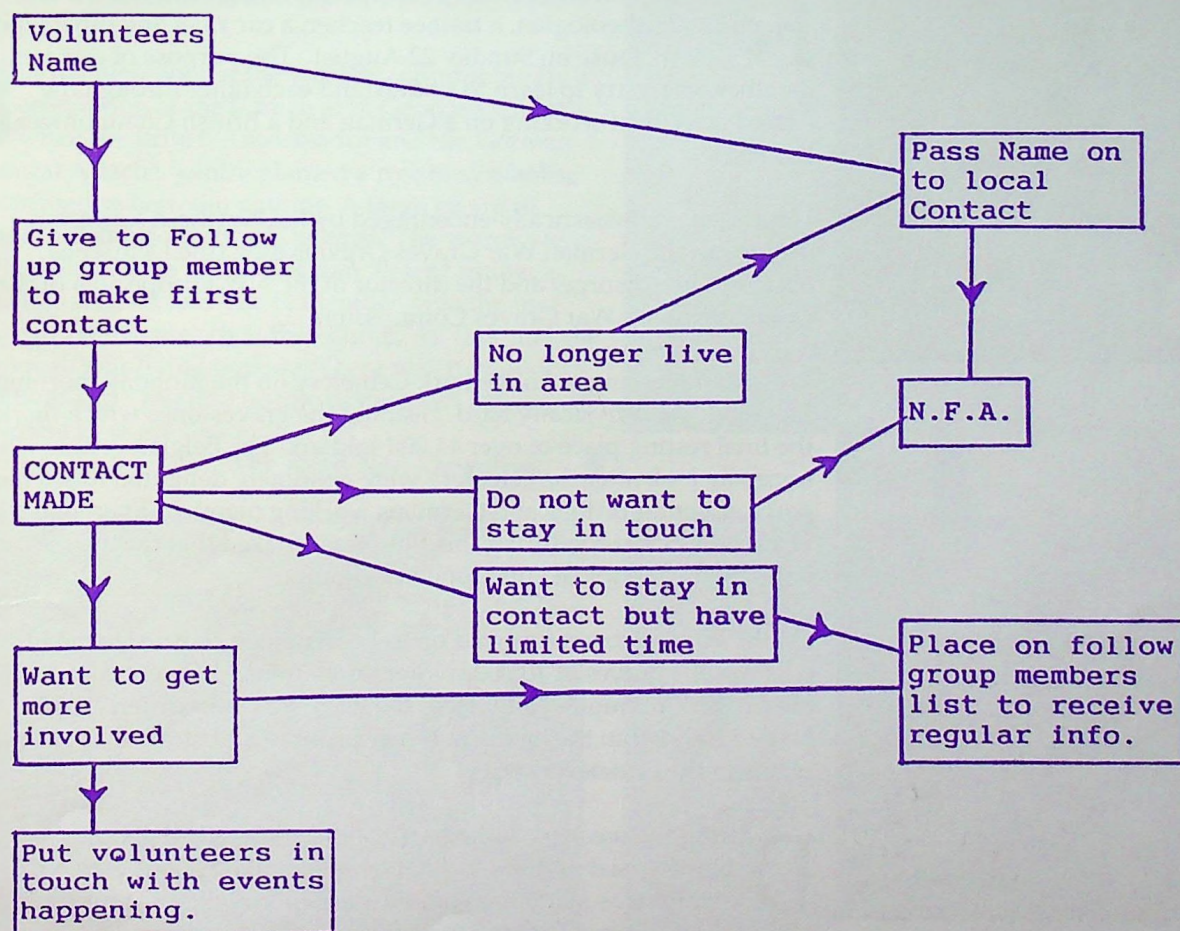 Volunteers
Name
Pass Name on
to local
Contact
Give to Follow
up group member
to make first
contact
No longer live
in area
N.F.A.
CONTACT
MADE
Do not want to
stay in touch
Want to stay in
contact but have
limited time
Want to get
more
involved
Place on follow
group members
list to receive
regular info.
Put volunteers in
touch with events
happening.